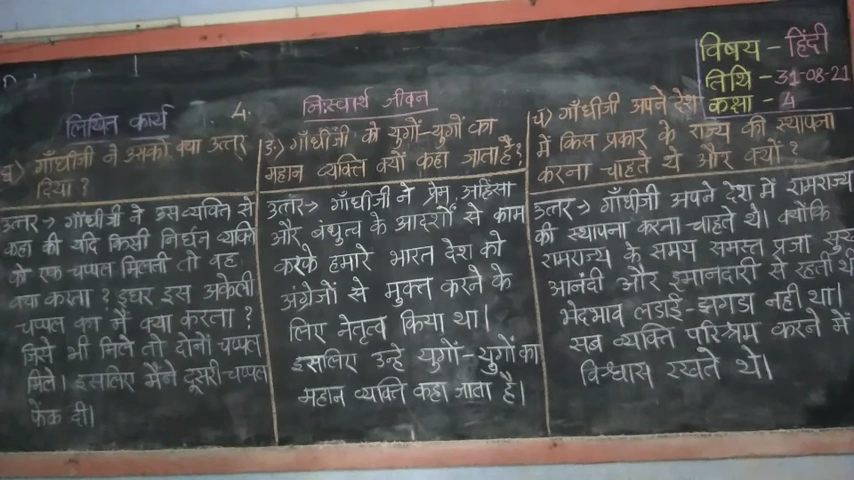 विषय - हिंदी
तिथि - 31-08-21
कक्षा - 4
लिखित कार्य
4. निःस्वार्थ जीवन
घ) गाँधीजी ने उसको क्या उत्तर
दिया?
उत्तर → गाँधीजी ने उस व्यक्ति से
कहा की यदि किसी निर्धन व्यक्ति
को एक चप्पल मिलती तो वह
क्या करता? इधर इस अकेली
चप्पल का मैं क्या करता?
जिसे भी मिले तो दोनों चप्पल
मिले। इसलिए मैंने दूसरी चप्पल
फेंक दी।
ङ) गाँधीजी को युगों-युगों का
महान व्यक्ति क्यों कहा जाता है?
उत्तर → गाँधीजी ने प्रेम, अहिंसा
और बंधुत्व के आदर्शों से काम
करके हमारे भारत देश को
अंग्रेजों से मुक्त करने के
लिए नेतृत्व किया था।
इसलिए उन्हे युगों-युगों का
महान व्यक्ति कहा जाता है।
च) गाँधीजी अपने देश
में किस प्रकार के राज्य की स्थापना
करना चाहते थे और क्यों?
उत्तर → गाँधीजी अपने देश में रामराज्य
की स्थापना करना चाहते थे। क्योंकि
रामराज्य के समय समस्त प्रजा
आनंदी और इमानदारी से रहती थी
भेदभाव लडाई-झगडा नही था।
सब व्यक्ति परिश्रम करने में
विश्वास रखते थे।